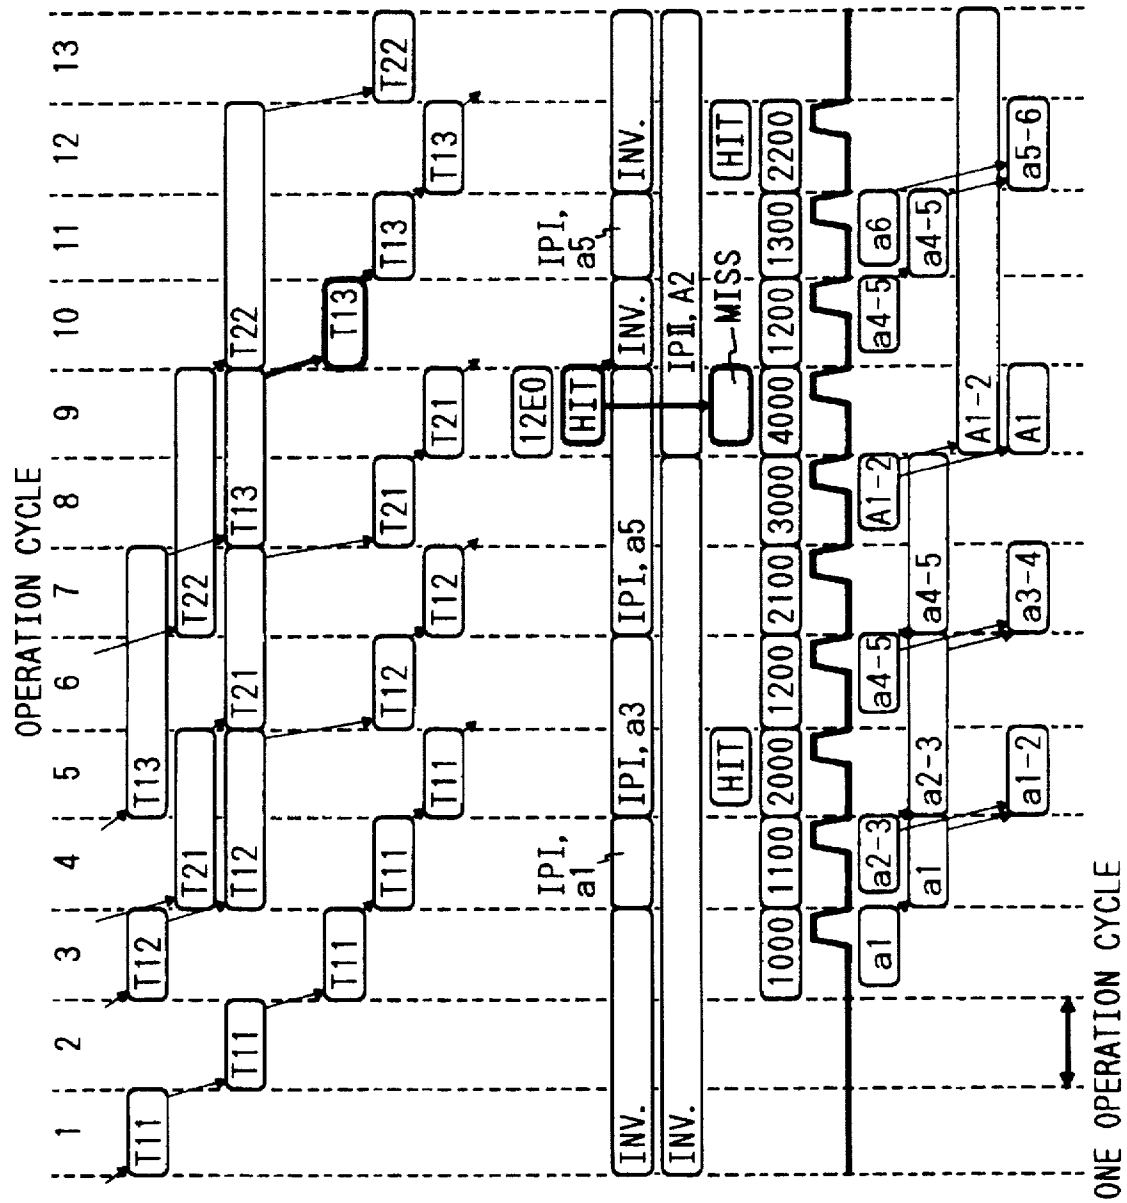 OPERATION CYCLE
1 2 3 4 5 6 7 8 9 10 11 12 13
T11 T12 T13
T21 T22
T11 T12 T21 T13 T22
T11 T13
T11 T12 T21 T13 T22
T11 T12 T21 T13
12E0
IPI, IPI,
a1 HIT a5
INV. IPI, a3 IPI, a5 INV. INV.
INV. IPII, A2
HIT MISS HIT
1000 1100 2000 1200 2100 3000 4000 1200 1300 2200
a1 a2-3 a4-5 A1-2 a4-5 a6
a1 a2-3 a4-5 a4-5
A1-2
a1-2 a3-4 A1 a5-6
ONE OPERATION CYCLE